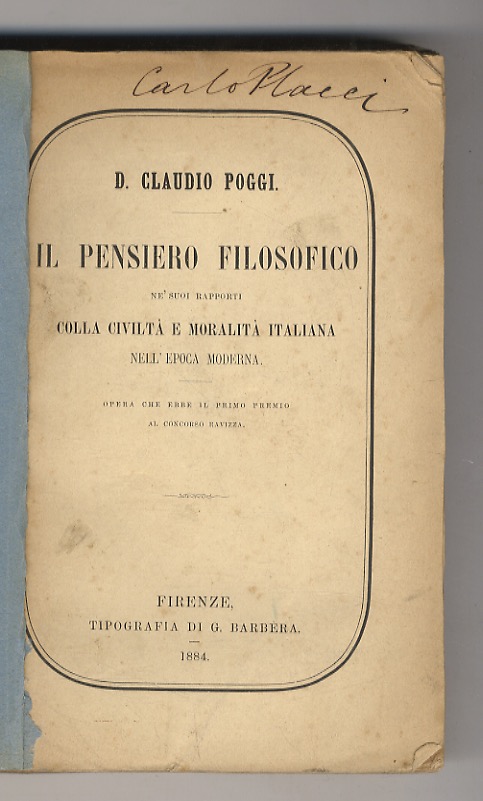 Carlo Placci
D. CLAUDIO POGGI.
IL PENSIERO FILOSOFICO
NE' SUOI RAPPORTI
COLLA CIVILTÀ E MORALITÀ ITALIANA
NELL'EPOCA MODERNA.
OPERA CHE EBBE IL PRIMO PREMIO
AL CONCORSO RAVIZZA.
FIRENZE,
TIPOGRAFIA DI G. BARBERA.
1884.